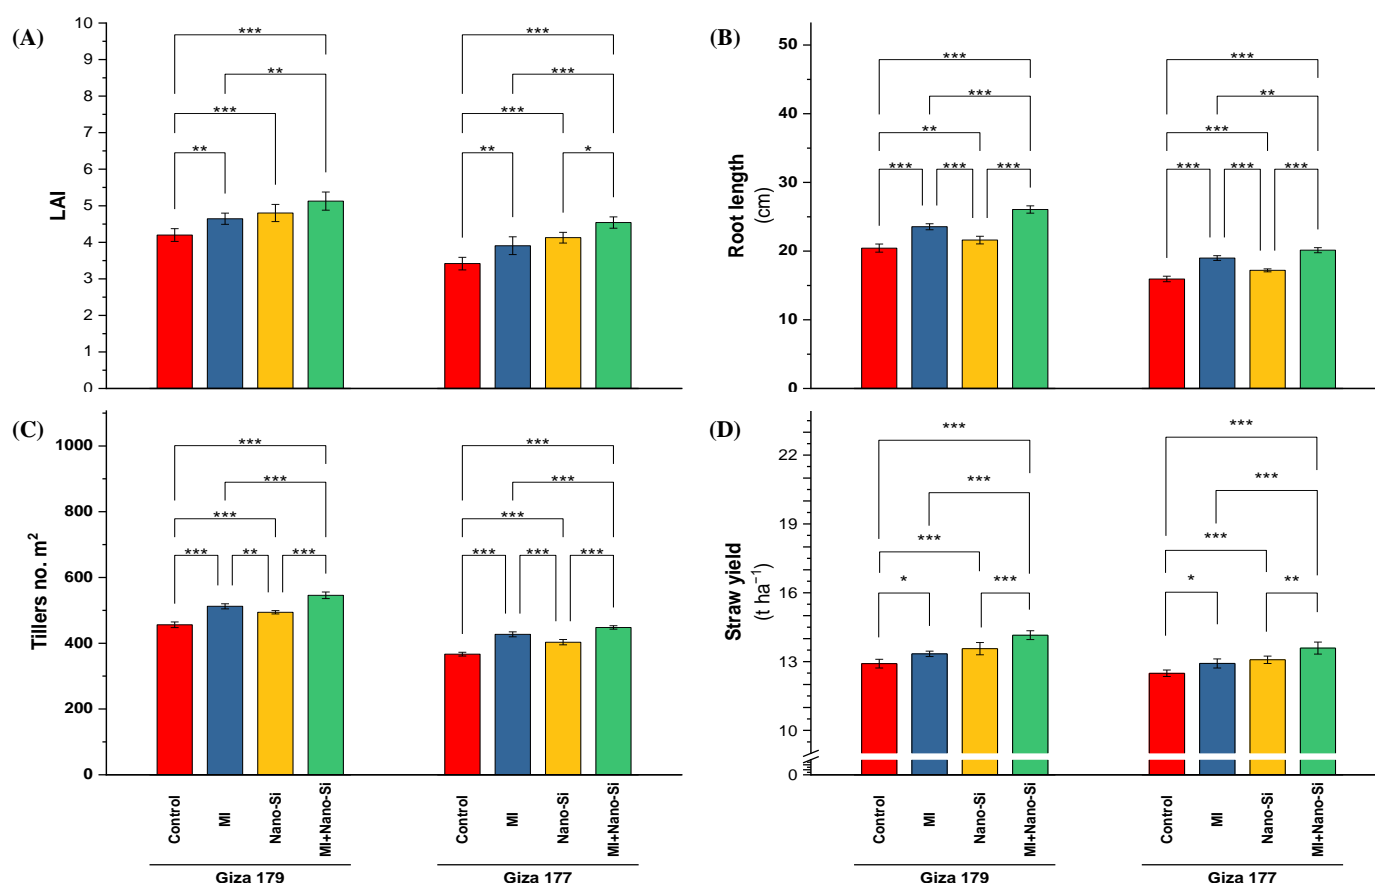 (A)
LAI
10
9
8
7
6
5
4
3
2
1
0
***
**
***
**
***
***
***
**
*
(B)
Root length
(cm)
50
40
30
20
10
0
***
***
**
***
***
***
***
**
***
***
***
***
(C)
Tillers no. m²
1000
800
600
400
200
0
***
***
***
***
**
***
***
***
***
***
***
***
Control
MI
Nano-Si
MI+Nano-Si
Giza 179
Control
MI
Nano-Si
MI+Nano-Si
Giza 177
(D)
Straw yield
(t ha⁻¹)
22
19
16
13
10
0
***
***
***
*
***
***
***
***
*
**
Control
MI
Nano-Si
MI+Nano-Si
Giza 179
Control
MI
Nano-Si
MI+Nano-Si
Giza 177